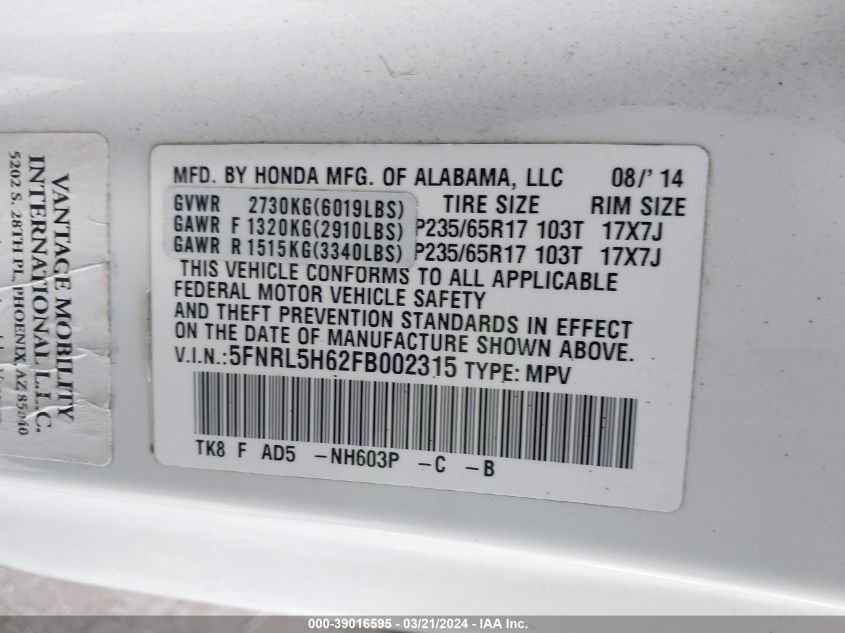 VANTAGE MOBILITY
INTERNATIONAL L.L.C.
5202 S. 28TH PL, PHOENIX, AZ 85040
MFD. BY HONDA MFG. OF ALABAMA, LLC 08/'14
GVWR 2730KG(6019LBS) TIRE SIZE RIM SIZE
GAWR F 1320KG(2910LBS) P235/65R17 103T 17X7J
GAWR R 1515KG(3340LBS) P235/65R17 103T 17X7J
THIS VEHICLE CONFORMS TO ALL APPLICABLE
FEDERAL MOTOR VEHICLE SAFETY
AND THEFT PREVENTION STANDARDS IN EFFECT
ON THE DATE OF MANUFACTURE SHOWN ABOVE.
V.I.N.:5FNRL5H62FB002315 TYPE: MPV
TK8 F AD5 -NH603P -C -B
000-39016595 - 03/21/2024 - IAA Inc.